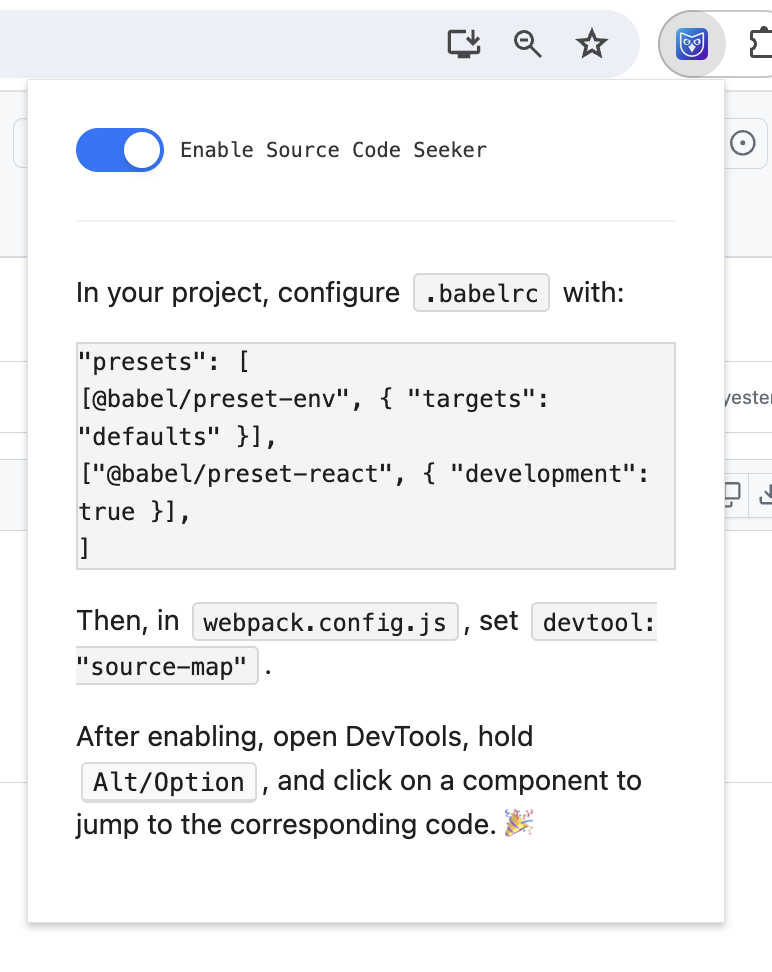 Enable Source Code Seeker
In your project, configure .babelrc with:
"presets": [
[@babel/preset-env", { "targets":
"defaults" }],
["@babel/preset-react", { "development":
true }],
]
Then, in webpack.config.js, set devtool:
"source-map".
After enabling, open DevTools, hold
Alt/Option, and click on a component to
jump to the corresponding code. 🎉